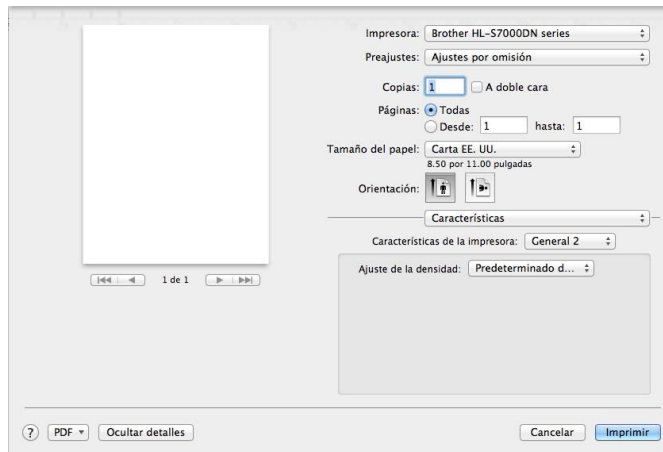 Impresora: Brother HL-S7000DN series
Preajustes: Ajustes por omisión
Copias: 1 A doble cara
Páginas: Todas
Desde: 1 hasta: 1
Tamaño del papel: Carta EE. UU.
8.50 por 11.00 pulgadas
Orientación:
Características
Características de la impresora: General 2
Ajuste de la densidad: Predeterminado d...
1 de 1
? PDF Ocultar detalles Cancelar Imprimir